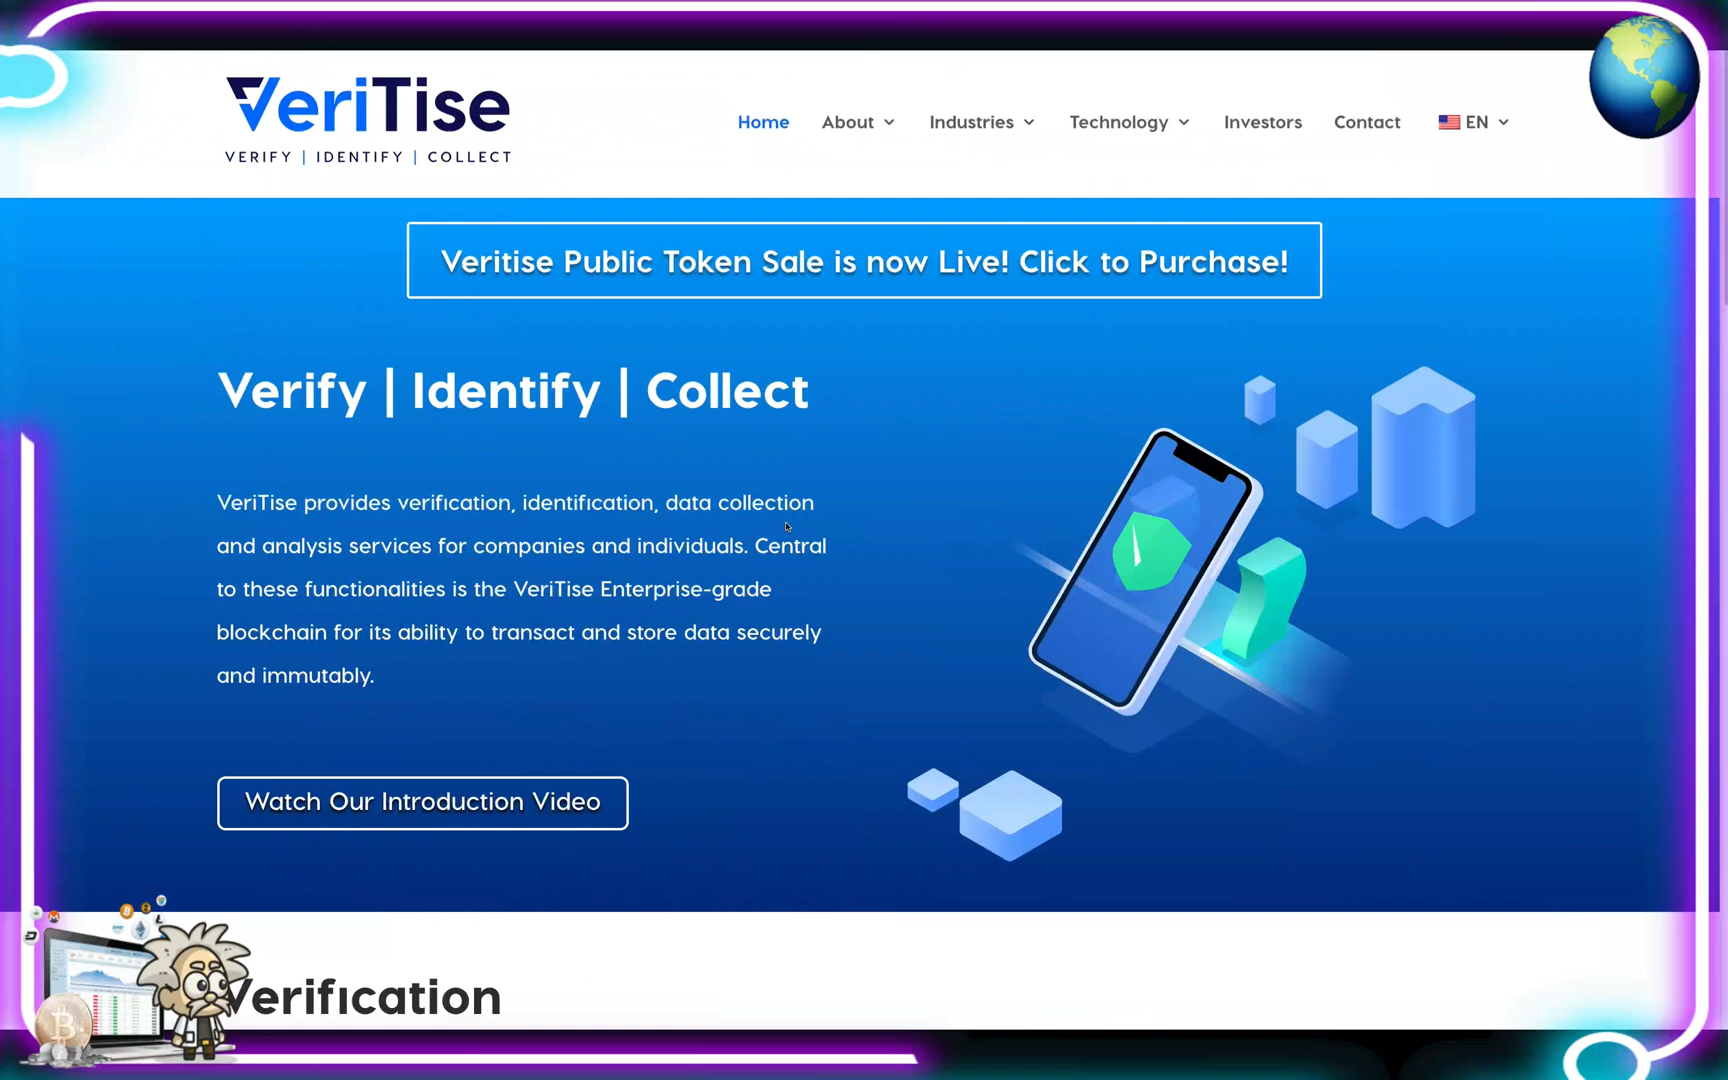 VeriTise
VERIFY | IDENTIFY | COLLECT
Home About Industries Technology Investors Contact EN
Veritise Public Token Sale is now Live! Click to Purchase!
Verify | Identify | Collect
VeriTise provides verification, identification, data collection
and analysis services for companies and individuals. Central
to these functionalities is the VeriTise Enterprise-grade
blockchain for its ability to transact and store data securely
and immutably.
Watch Our Introduction Video
Verification